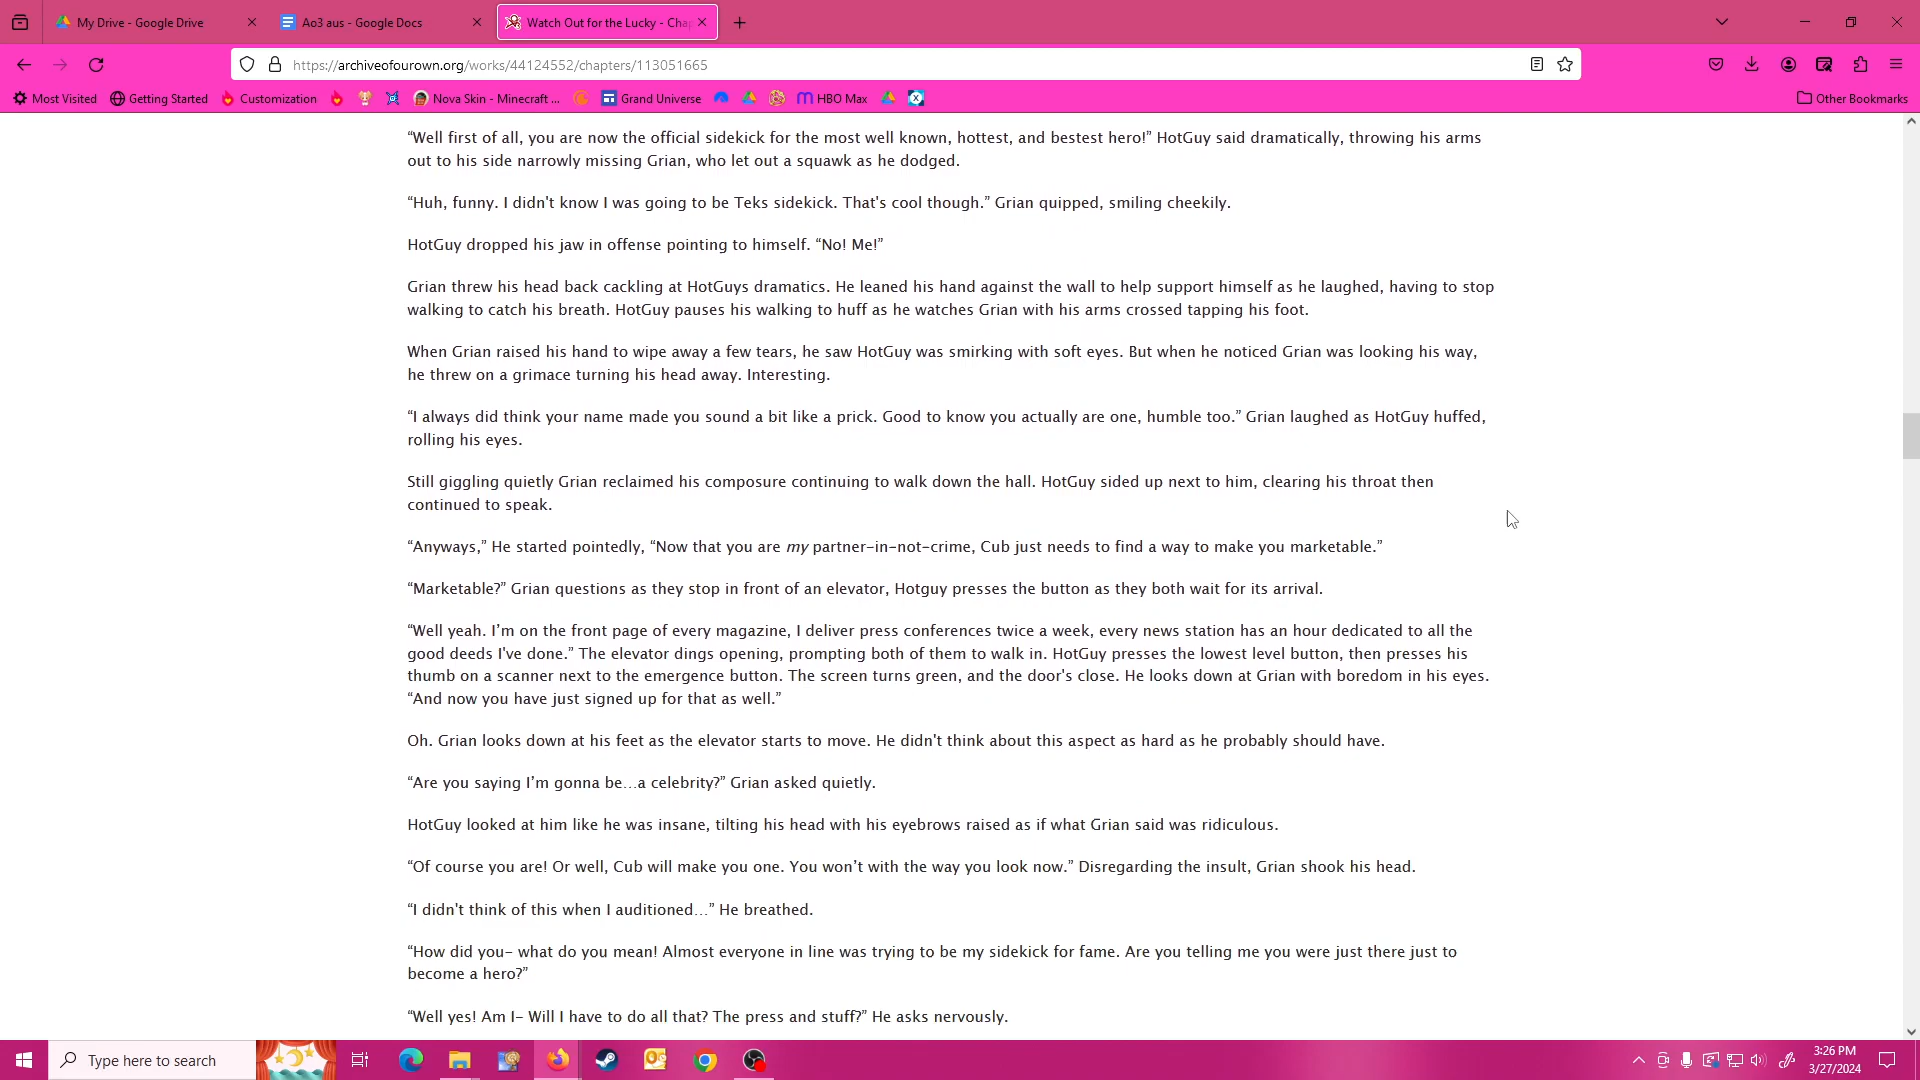 My Drive - Google Drive
Ao3 aus - Google Docs
Watch Out for the Lucky - Cha
https://archiveofourown.org/works/44124552/chapters/113051665
Most Visited
Getting Started
Customization
Nova Skin - Minecraft ...
Grand Universe
HBO Max
Other Bookmarks
“Well first of all, you are now the official sidekick for the most well known, hottest, and bestest hero!” HotGuy said dramatically, throwing his arms
out to his side narrowly missing Grian, who let out a squawk as he dodged.
“Huh, funny. I didn't know I was going to be Teks sidekick. That's cool though.” Grian quipped, smiling cheekily.
HotGuy dropped his jaw in offense pointing to himself. “No! Me!”
Grian threw his head back cackling at HotGuys dramatics. He leaned his hand against the wall to help support himself as he laughed, having to stop
walking to catch his breath. HotGuy pauses his walking to huff as he watches Grian with his arms crossed tapping his foot.
When Grian raised his hand to wipe away a few tears, he saw HotGuy was smirking with soft eyes. But when he noticed Grian was looking his way,
he threw on a grimace turning his head away. Interesting.
“I always did think your name made you sound a bit like a prick. Good to know you actually are one, humble too.” Grian laughed as HotGuy huffed,
rolling his eyes.
Still giggling quietly Grian reclaimed his composure continuing to walk down the hall. HotGuy sided up next to him, clearing his throat then
continued to speak.
“Anyways,” He started pointedly, “Now that you are my partner-in-not-crime, Cub just needs to find a way to make you marketable.”
“Marketable?” Grian questions as they stop in front of an elevator, Hotguy presses the button as they both wait for its arrival.
“Well yeah. I’m on the front page of every magazine, I deliver press conferences twice a week, every news station has an hour dedicated to all the
good deeds I've done.” The elevator dings opening, prompting both of them to walk in. HotGuy presses the lowest level button, then presses his
thumb on a scanner next to the emergence button. The screen turns green, and the door's close. He looks down at Grian with boredom in his eyes.
“And now you have just signed up for that as well.”
Oh. Grian looks down at his feet as the elevator starts to move. He didn't think about this aspect as hard as he probably should have.
“Are you saying I’m gonna be…a celebrity?” Grian asked quietly.
HotGuy looked at him like he was insane, tilting his head with his eyebrows raised as if what Grian said was ridiculous.
“Of course you are! Or well, Cub will make you one. You won’t with the way you look now.” Disregarding the insult, Grian shook his head.
“I didn't think of this when I auditioned…” He breathed.
“How did you- what do you mean! Almost everyone in line was trying to be my sidekick for fame. Are you telling me you were just there just to
become a hero?”
“Well yes! Am I- Will I have to do all that? The press and stuff?” He asks nervously.
Type here to search
3:26 PM
3/27/2024